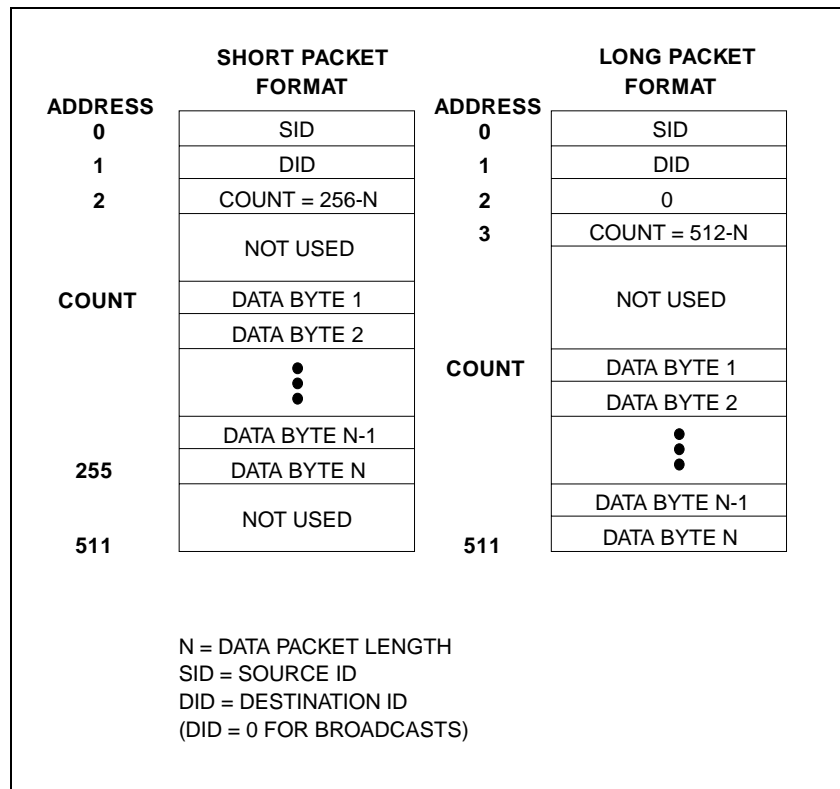 SHORT PACKET
FORMAT
ADDRESS
0 SID
1 DID
2 COUNT = 256-N
NOT USED
COUNT DATA BYTE 1
DATA BYTE 2
DATA BYTE N-1
255 DATA BYTE N
NOT USED
511
LONG PACKET
FORMAT
ADDRESS
0 SID
1 DID
2 0
3 COUNT = 512-N
NOT USED
COUNT DATA BYTE 1
DATA BYTE 2
DATA BYTE N-1
511 DATA BYTE N
N = DATA PACKET LENGTH
SID = SOURCE ID
DID = DESTINATION ID
(DID = 0 FOR BROADCASTS)